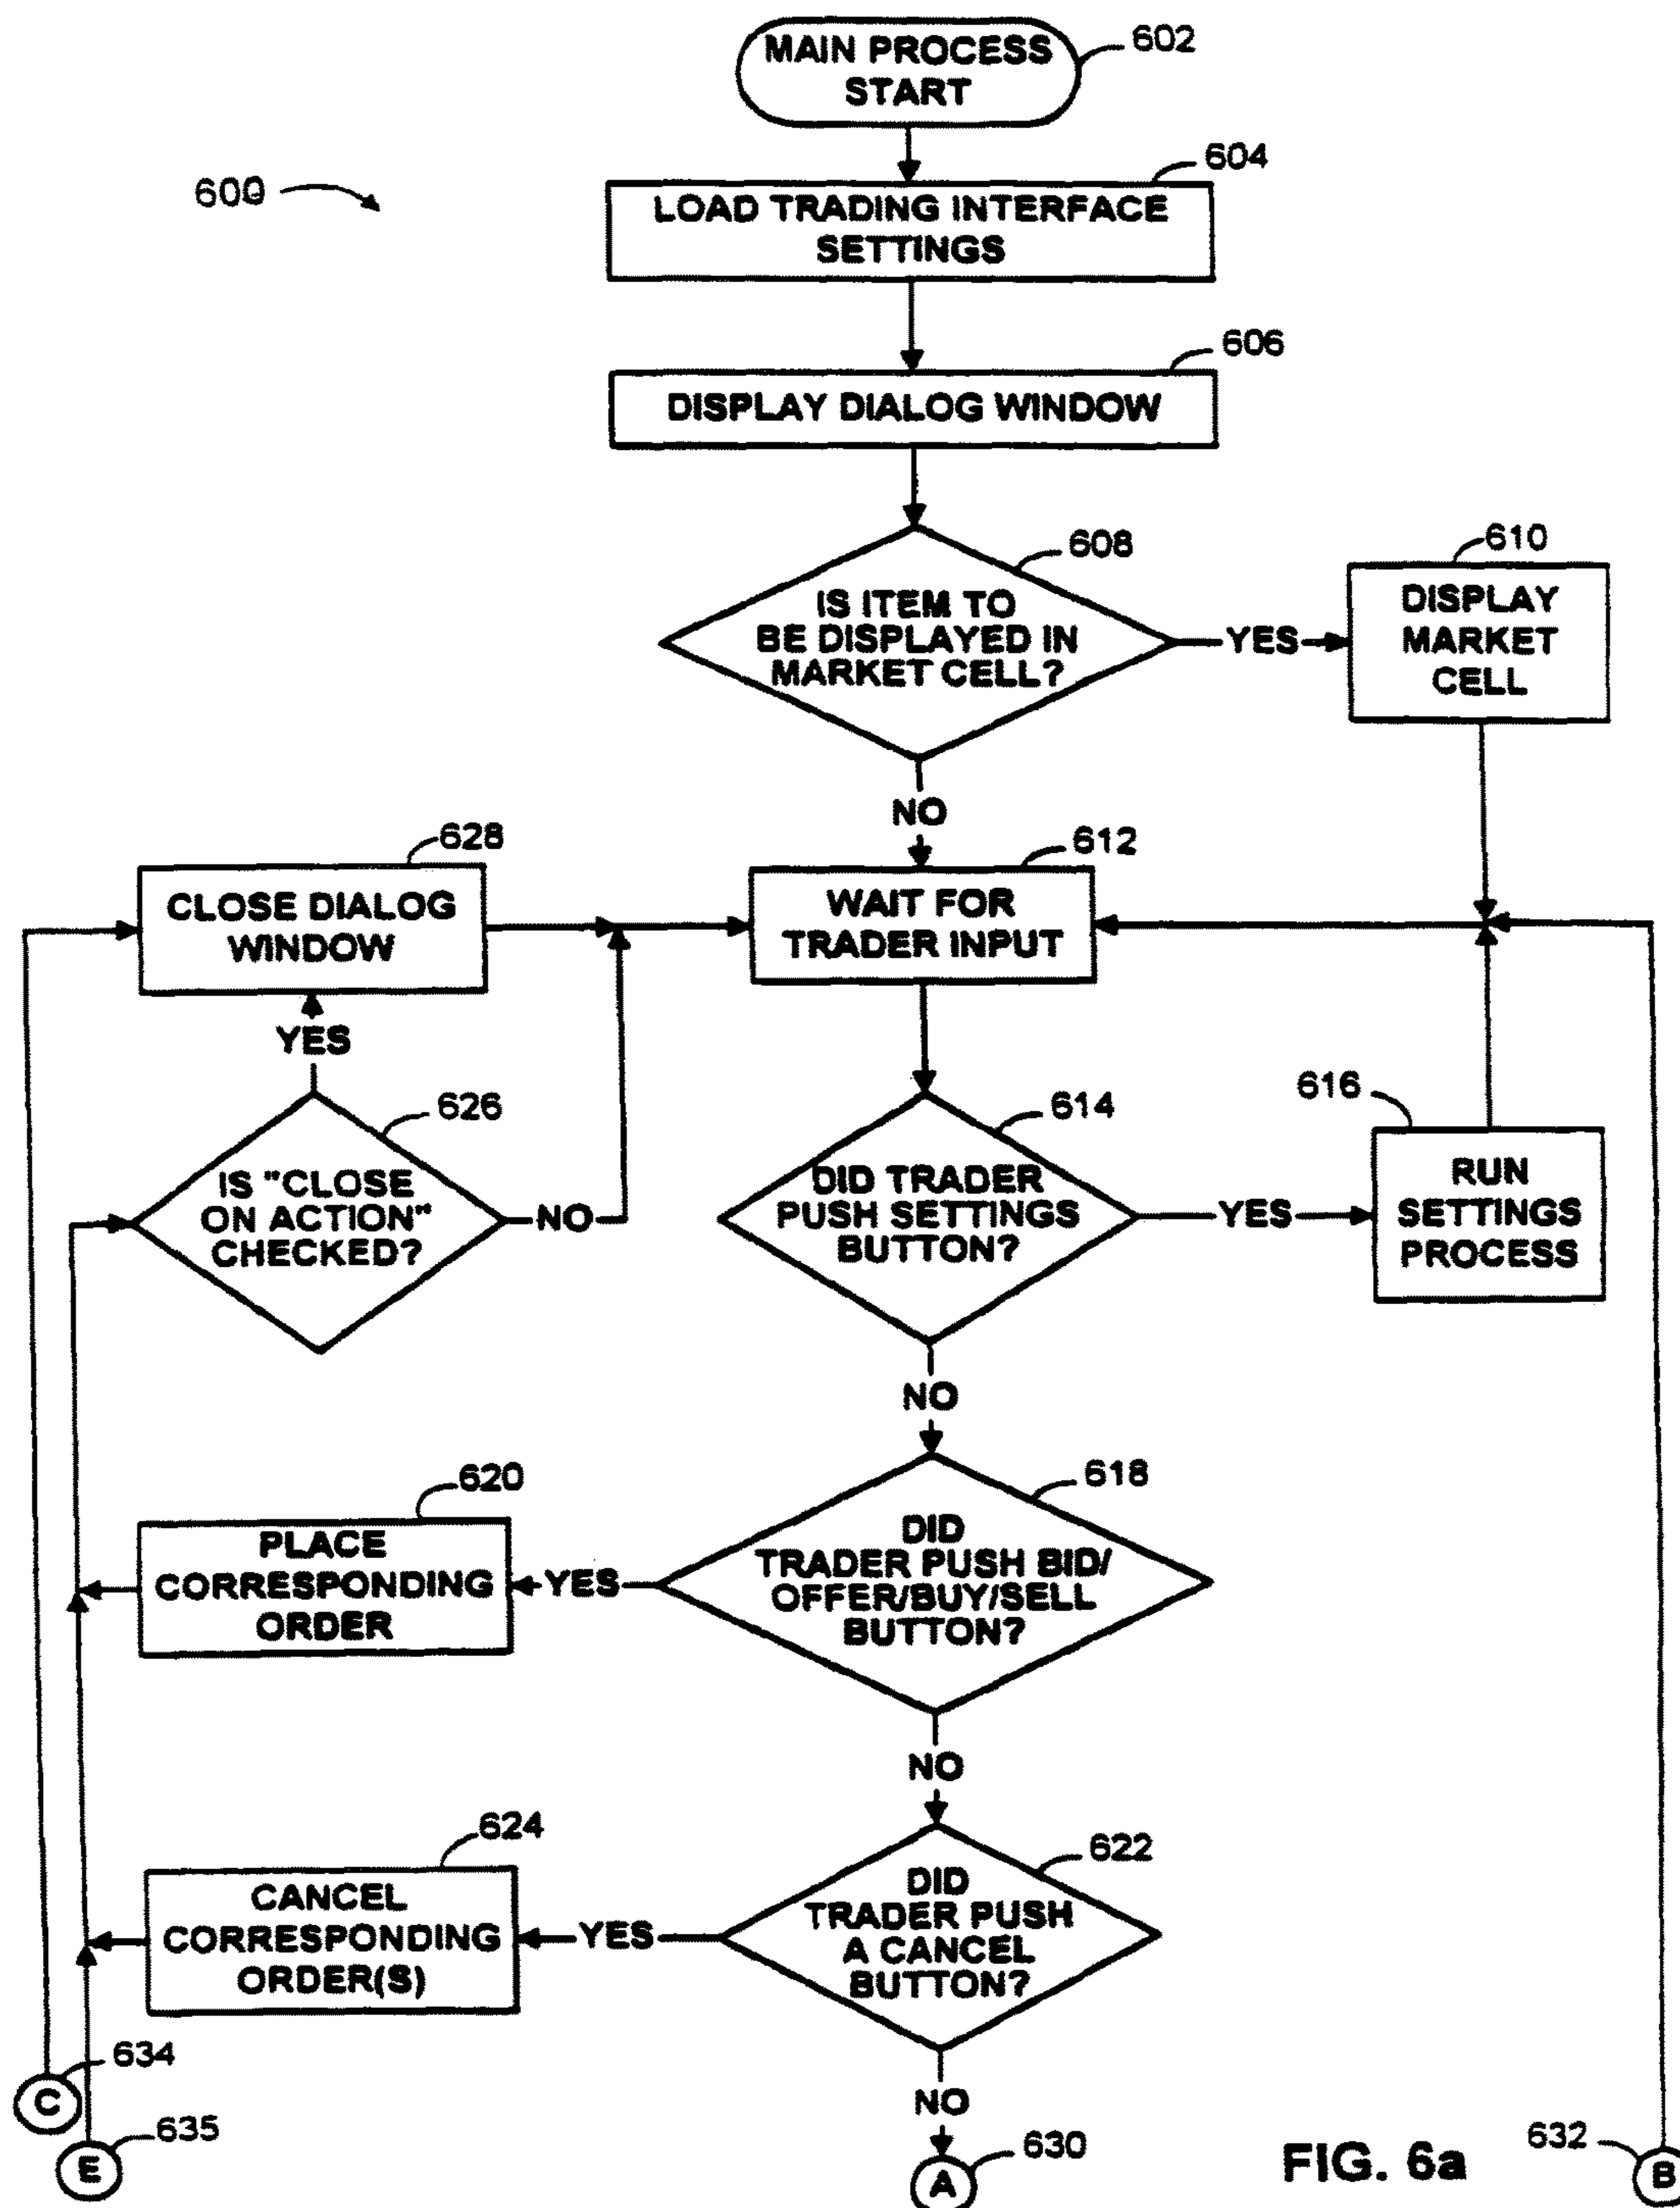 MAIN PROCESS
START
602
600
604
LOAD TRADING INTERFACE
SETTINGS
606
DISPLAY DIALOG WINDOW
608
IS ITEM TO
BE DISPLAYED IN
MARKET CELL?
YES
610
DISPLAY
MARKET
CELL
NO
628
CLOSE DIALOG
WINDOW
612
WAIT FOR
TRADER INPUT
YES
626
IS "CLOSE
ON ACTION"
CHECKED?
NO
614
DID TRADER
PUSH SETTINGS
BUTTON?
YES
616
RUN
SETTINGS
PROCESS
NO
618
DID
TRADER PUSH BID/
OFFER/BUY/SELL
BUTTON?
YES
620
PLACE
CORRESPONDING
ORDER
NO
622
DID
TRADER PUSH
A CANCEL
BUTTON?
YES
624
CANCEL
CORRESPONDING
ORDER(S)
NO
634
C
635
E
630
A
FIG. 6a
632
B